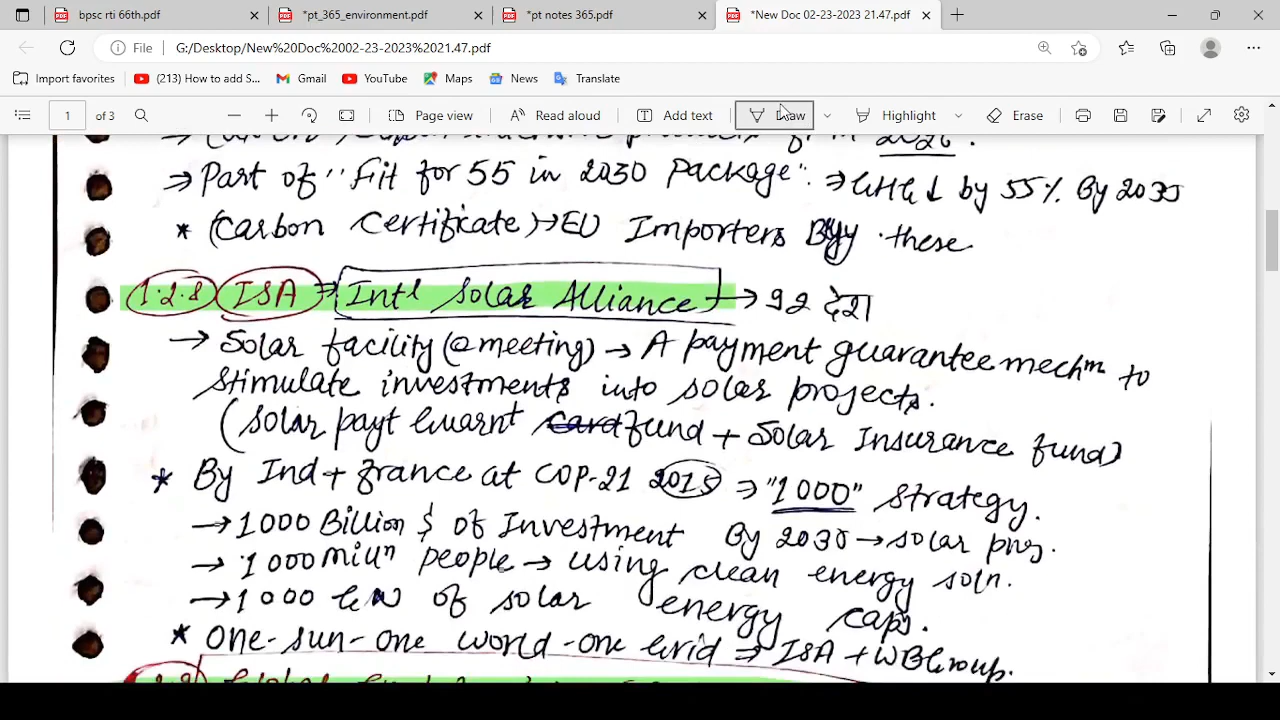 bpsc rti 66th.pdf
*pt_365_environment.pdf
*pt notes 365.pdf
*New Doc 02-23-2023 21.47.pdf
File
G:/Desktop/New%20Doc%2002-23-2023%2021.47.pdf
Import favorites
(213) How to add S...
Gmail
YouTube
Maps
News
Translate
1 of 3
Page view
Read aloud
Add text
Draw
Highlight
Erase
2026.
⇒ Part of "Fit for 55 in 2030 Package". ⇒ GHG ↓ by 55% By 2030
* (Carbon Certificate) → EU Importers Buy these
1.2.8 ISA ⇒ Int'l Solar Alliance → 92 देश
→ Solar facility (@ meeting) → A payment guarantee mechm to
stimulate investments into solar projects.
(Solar payt Guarnt fund + Solar Insurance fund)
* By Ind + France at COP-21 2015 ⇒ "1000" Strategy.
→ 1000 Billion $ of Investment By 2030 → solar proj.
→ 1000 Milln people → using clean energy soln.
→ 1000 GW of solar energy capy.
* One-sun-one world-one Grid ⇒ ISA + WB Group.